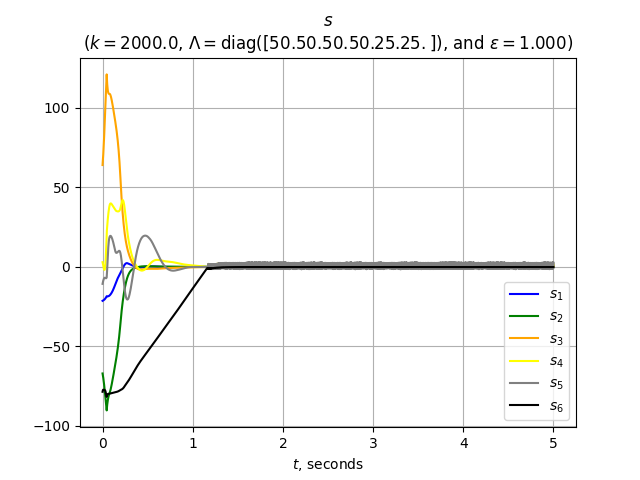 s
(k = 2000.0, Λ = diag([50.50.50.50.25.25. ]), and ε = 1.000)
100
50
0
−50
−100
s₁
s₂
s₃
s₄
s₅
s₆
0 1 2 3 4 5
t, seconds